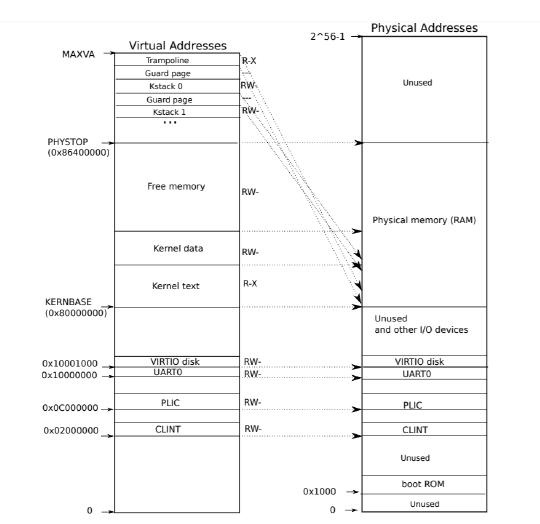 Virtual Addresses
MAXVA
Trampoline
R-X
Guard page
---
Kstack 0
RW-
Guard page
---
Kstack 1
RW-
...
PHYSTOP
(0x86400000)
Free memory
RW-
Kernel data
RW-
Kernel text
R-X
KERNBASE
(0x80000000)
0x10001000
VIRTIO disk
RW-
0x10000000
UART0
RW-
0x0C000000
PLIC
RW-
0x02000000
CLINT
RW-
0
Physical Addresses
2^56-1
Unused
Physical memory (RAM)
Unused
and other I/O devices
VIRTIO disk
UART0
PLIC
CLINT
Unused
boot ROM
0x1000
Unused
0